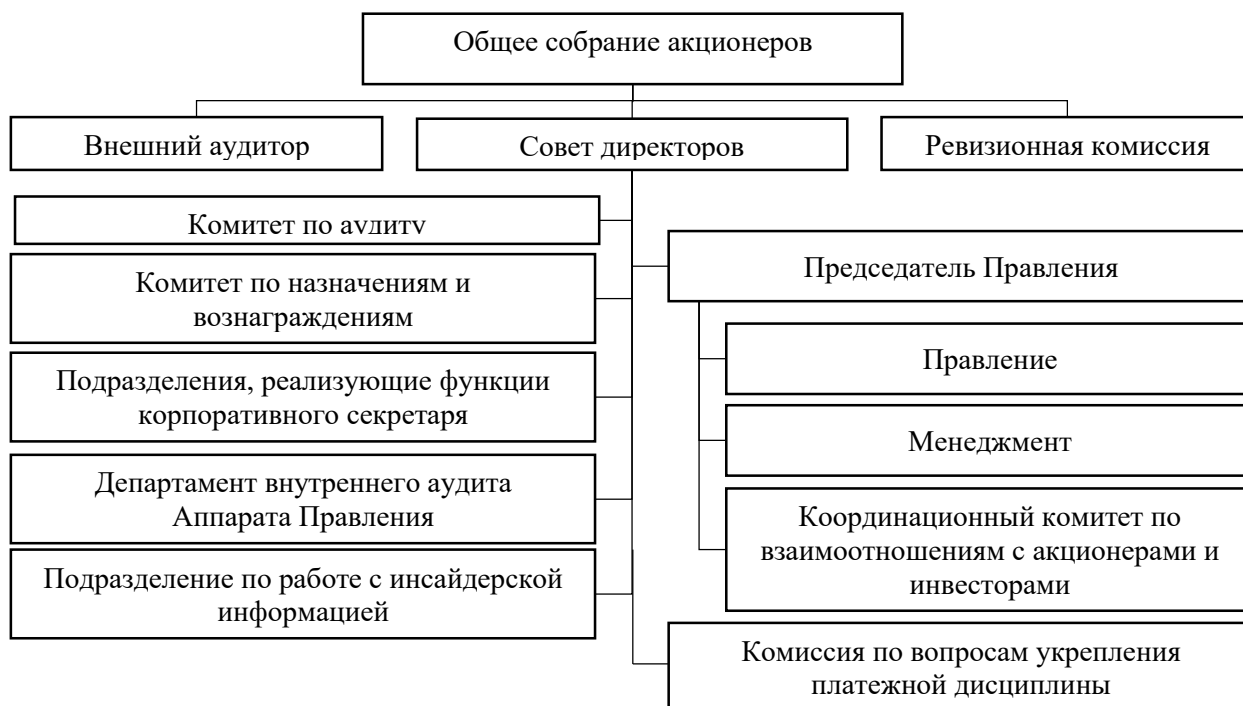 Общее собрание акционеров
Внешний аудитор
Совет директоров
Ревизионная комиссия
Комитет по аудиту
Комитет по назначениям и
вознаграждениям
Подразделения, реализующие функции
корпоративного секретаря
Департамент внутреннего аудита
Аппарата Правления
Подразделение по работе с инсайдерской
информацией
Председатель Правления
Правление
Менеджмент
Координационный комитет по
взаимоотношениям с акционерами и
инвесторами
Комиссия по вопросам укрепления
платежной дисциплины